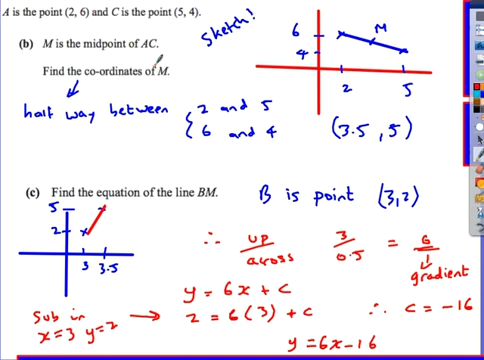 A is the point (2, 6) and C is the point (5, 4).
(b) M is the midpoint of AC.
Find the co-ordinates of M.
sketch!
6
4
M
2
5
half way between { 2 and 5
6 and 4
(3.5, 5)
(c) Find the equation of the line BM.
B is point (3,2)
5
2
3
3.5
∴ up/across 3/0.5 = 6
gradient
y = 6x + c
Sub in x=3 y=2 → 2 = 6(3) + c ∴ c = -16
y = 6x - 16